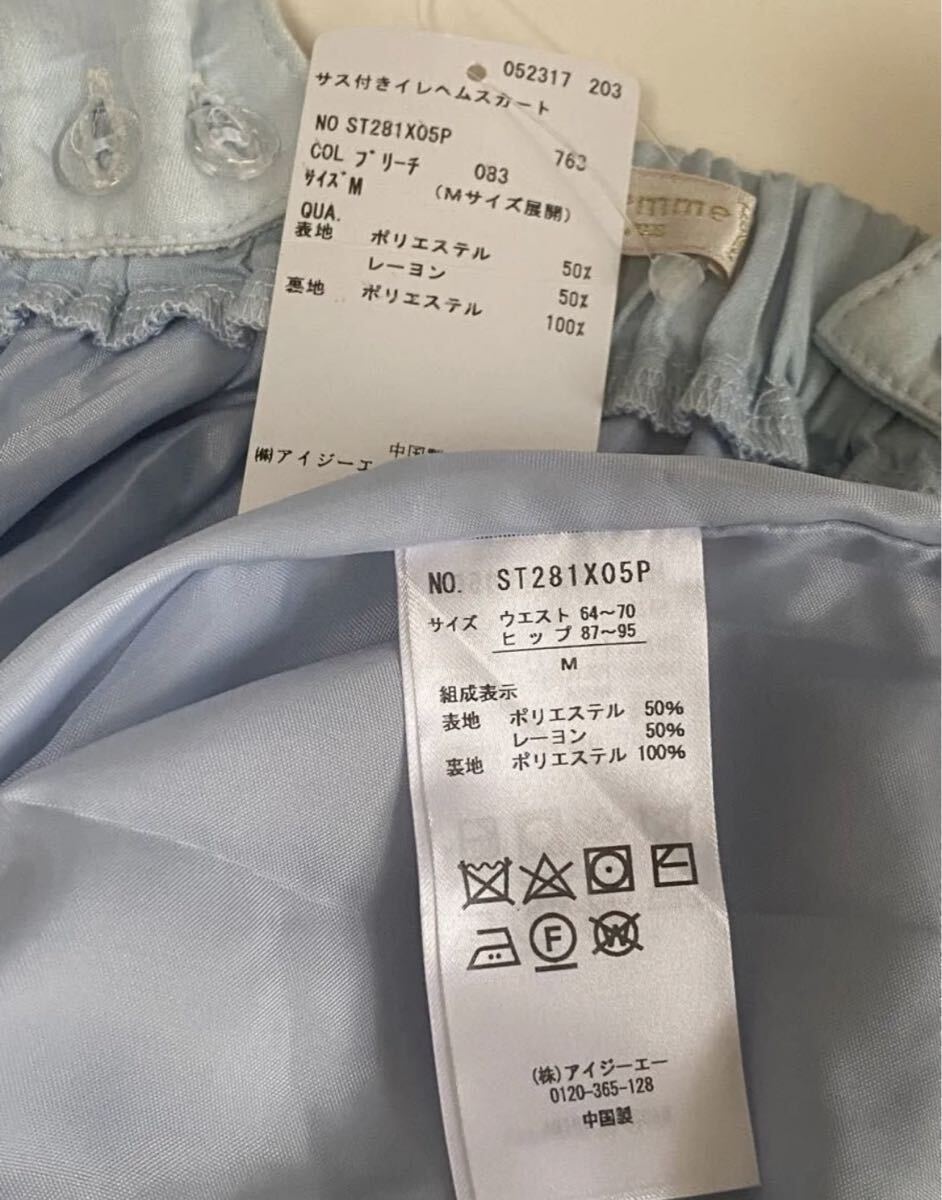 052317 203
サス付きイレヘムスカート
NO ST281X05P 763
COL ブリーチ 083
サイズM (Mサイズ展開)
QUA.
表地 ポリエステル 50%
レーヨン 50%
裏地 ポリエステル 100%
㈱アイジーエ 中国製
mme
NO. ST281X05P
サイズ ウエスト 64〜70
ヒップ 87〜95
M
組成表示
表地 ポリエステル 50%
レーヨン 50%
裏地 ポリエステル 100%
F
W
(株)アイジーエー
0120-365-128
中国製